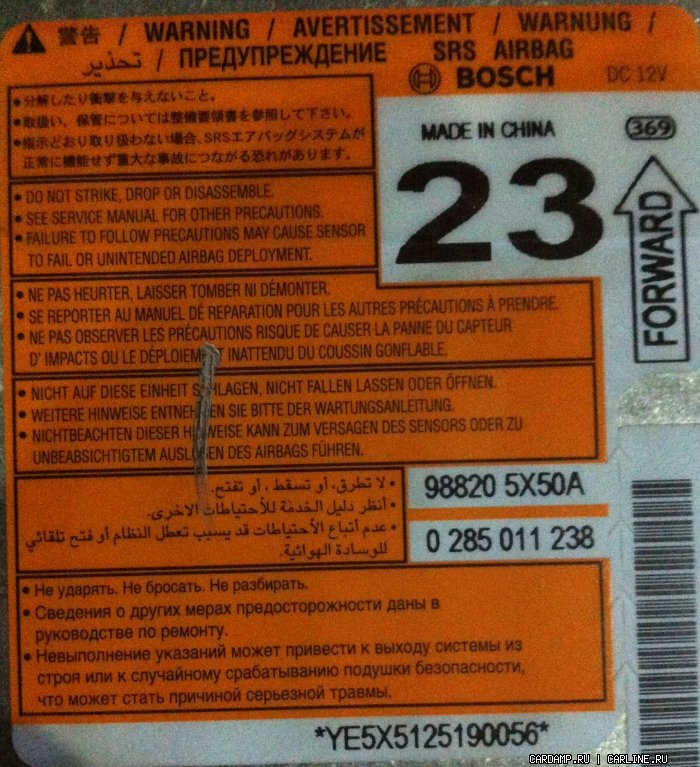 警告 / WARNING / AVERTISSEMENT / WARNUNG /
تحذير / ПРЕДУПРЕЖДЕНИЕ SRS AIRBAG
BOSCH DC 12V
• 分解したり衝撃を与えないこと。
• 取扱い、保管については整備要領書を参照して下さい。
• 指示どおり取り扱わない場合、SRSエアバッグシステムが
正常に機能せず重大な事故につながる恐れがあります。
MADE IN CHINA 369
23
FORWARD
• DO NOT STRIKE, DROP OR DISASSEMBLE.
• SEE SERVICE MANUAL FOR OTHER PRECAUTIONS.
• FAILURE TO FOLLOW PRECAUTIONS MAY CAUSE SENSOR
TO FAIL OR UNINTENDED AIRBAG DEPLOYMENT.
• NE PAS HEURTER, LAISSER TOMBER NI DÉMONTER.
• SE REPORTER AU MANUEL DE REPARATION POUR LES AUTRES PRÉCAUTIONS À PRENDRE.
• NE PAS OBSERVER LES PRÉCAUTIONS RISQUE DE CAUSER LA PANNE DU CAPTEUR
D' IMPACTS OU LE DÉPLOIEMENT INATTENDU DU COUSSIN GONFLABLE.
• NICHT AUF DIESE EINHEIT SCHLAGEN, NICHT FALLEN LASSEN ODER ÖFFNEN.
• WEITERE HINWEISE ENTNEHMEN SIE BITTE DER WARTUNGSANLEITUNG.
• NICHTBEACHTEN DIESER HINWEISE KANN ZUM VERSAGEN DES SENSORS ODER ZU
UNBEABSICHTIGTEM AUSLÖSEN DES AIRBAGS FÜHREN.
• لا تطرق، أو تسقط ، أو تفتح.
• أنظر دليل الخدمة للأحتياطات الاخرى.
• عدم أتباع الأحتياطات قد يسبب تعطل النظام أو فتح تلقائي
للوسادة الهوائية.
98820 5X50A
0 285 011 238
• Не ударять. Не бросать. Не разбирать.
• Сведения о других мерах предосторожности даны в
руководстве по ремонту.
• Невыполнение указаний может привести к выходу системы из
строя или к случайному срабатыванию подушки безопасности,
что может стать причиной серьезной травмы.
*YE5X5125190056*
CARDAMP.RU | CARLINE.RU